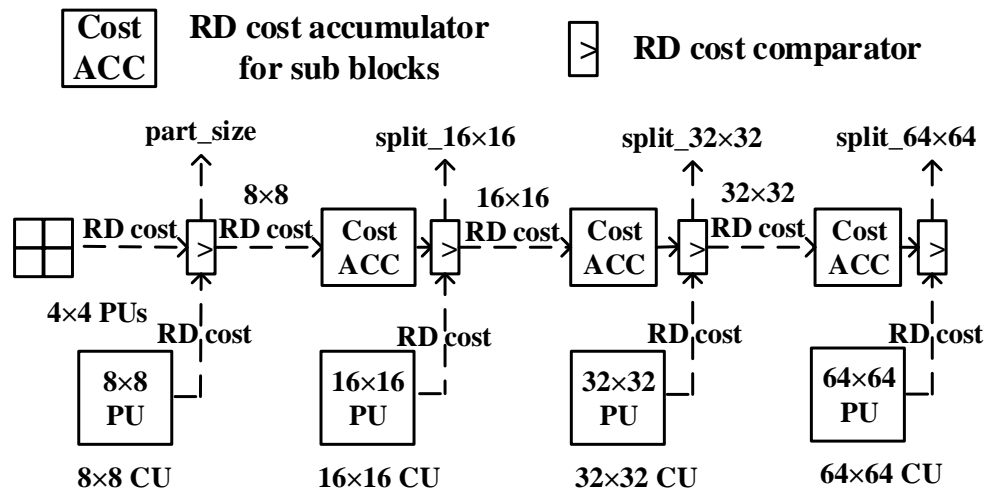 Cost
ACC
RD cost accumulator
for sub blocks
>
RD cost comparator
part_size
split_16×16
split_32×32
split_64×64
8×8
16×16
32×32
RD cost
>
RD cost
Cost
ACC
>
RD cost
Cost
ACC
>
RD cost
Cost
ACC
>
4×4 PUs
RD cost
RD cost
RD cost
RD cost
8×8
PU
16×16
PU
32×32
PU
64×64
PU
8×8 CU
16×16 CU
32×32 CU
64×64 CU